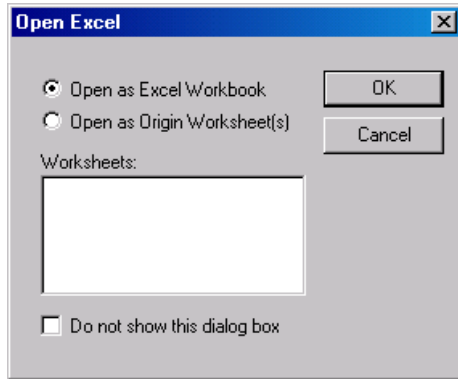 Open Excel
Open as Excel Workbook
OK
Open as Origin Worksheet(s)
Cancel
Worksheets:
Do not show this dialog box